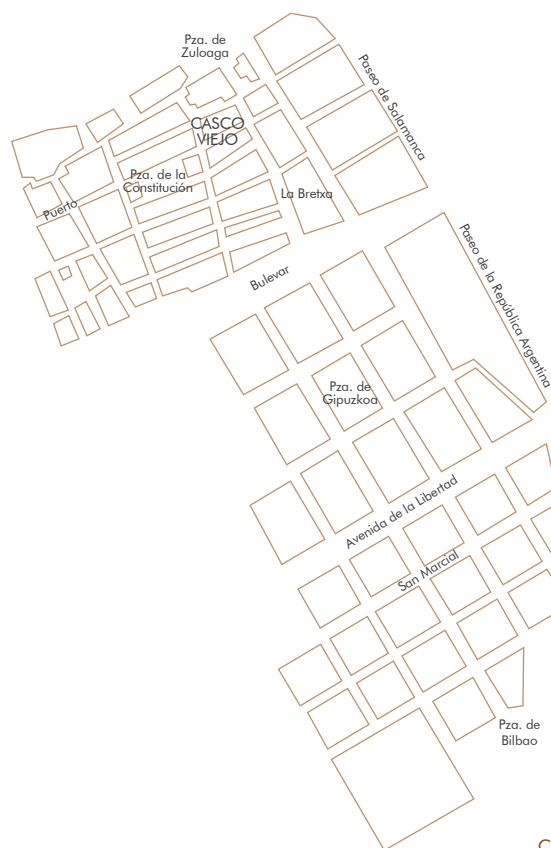 Pza. de
Zuloaga
Paseo de Salamanca
CASCO
VIEJO
Pza. de la
Constitución
La Bretxa
Puerto
Paseo de la República Argentina
Bulevar
Pza. de
Gipuzkoa
Avenida de la Libertad
San Marcial
Pza. de
Bilbao
C